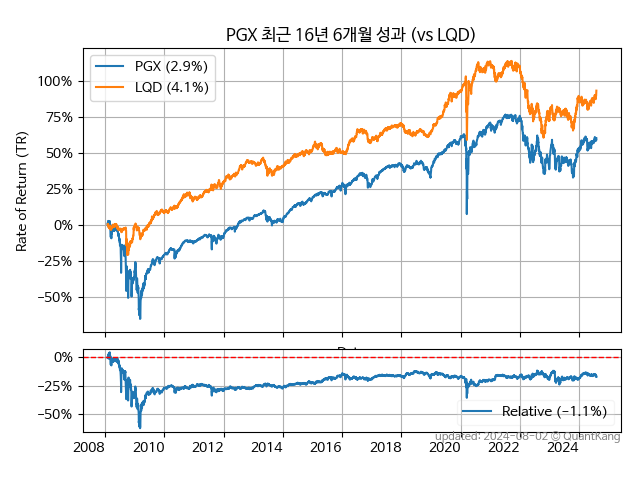 PGX 최근 16년 6개월 성과 (vs LQD)
PGX (2.9%)
LQD (4.1%)
Rate of Return (TR)
100%
75%
50%
25%
0%
−25%
−50%
0%
−25%
−50%
Relative (−1.1%)
2008 2010 2012 2014 2016 2018 2020 2022 2024
updated: 2024-08-02 © QuantKang